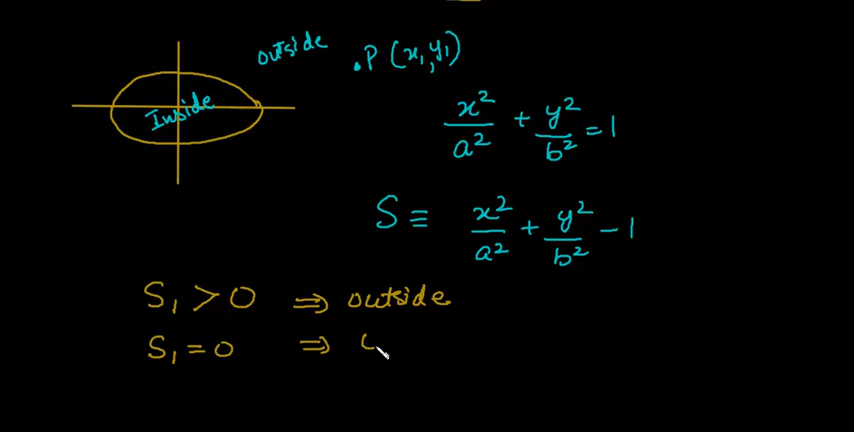 outside
.P (x₁,y₁)
Inside
x²/a² + y²/b² = 1
S ≡ x²/a² + y²/b² - 1
S₁ > 0 ⇒ outside
S₁ = 0 ⇒